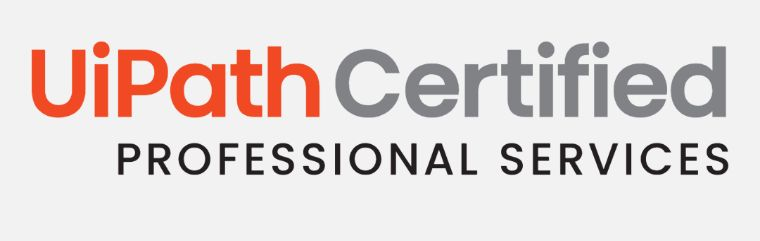 UiPath Certified
PROFESSIONAL SERVICES